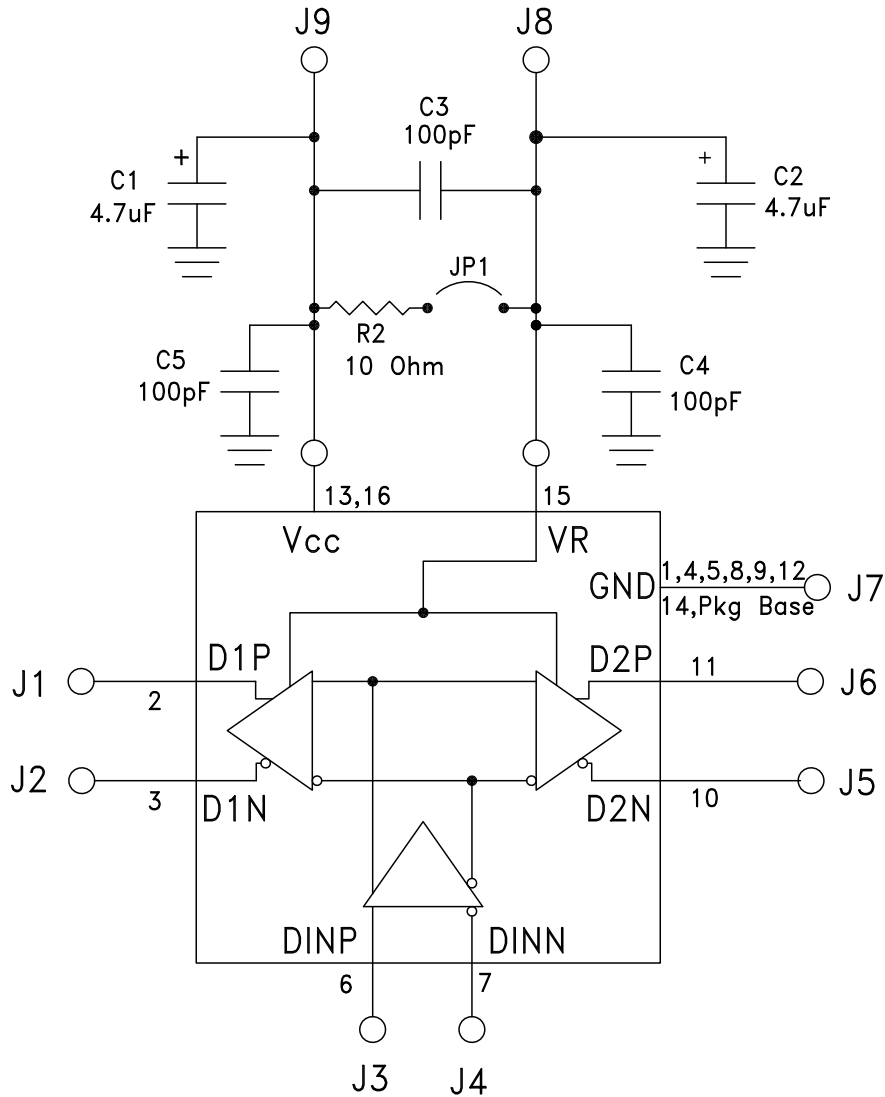 J9
J8
C3
100pF
+
+
C1
4.7uF
C2
4.7uF
JP1
R2
10 Ohm
C5
100pF
C4
100pF
13,16
15
Vcc
VR
GND
1,4,5,8,9,12
14,Pkg Base
J7
D1P
D2P
J1
2
11
J6
J2
3
D1N
D2N
10
J5
DINP
DINN
6
7
J3
J4